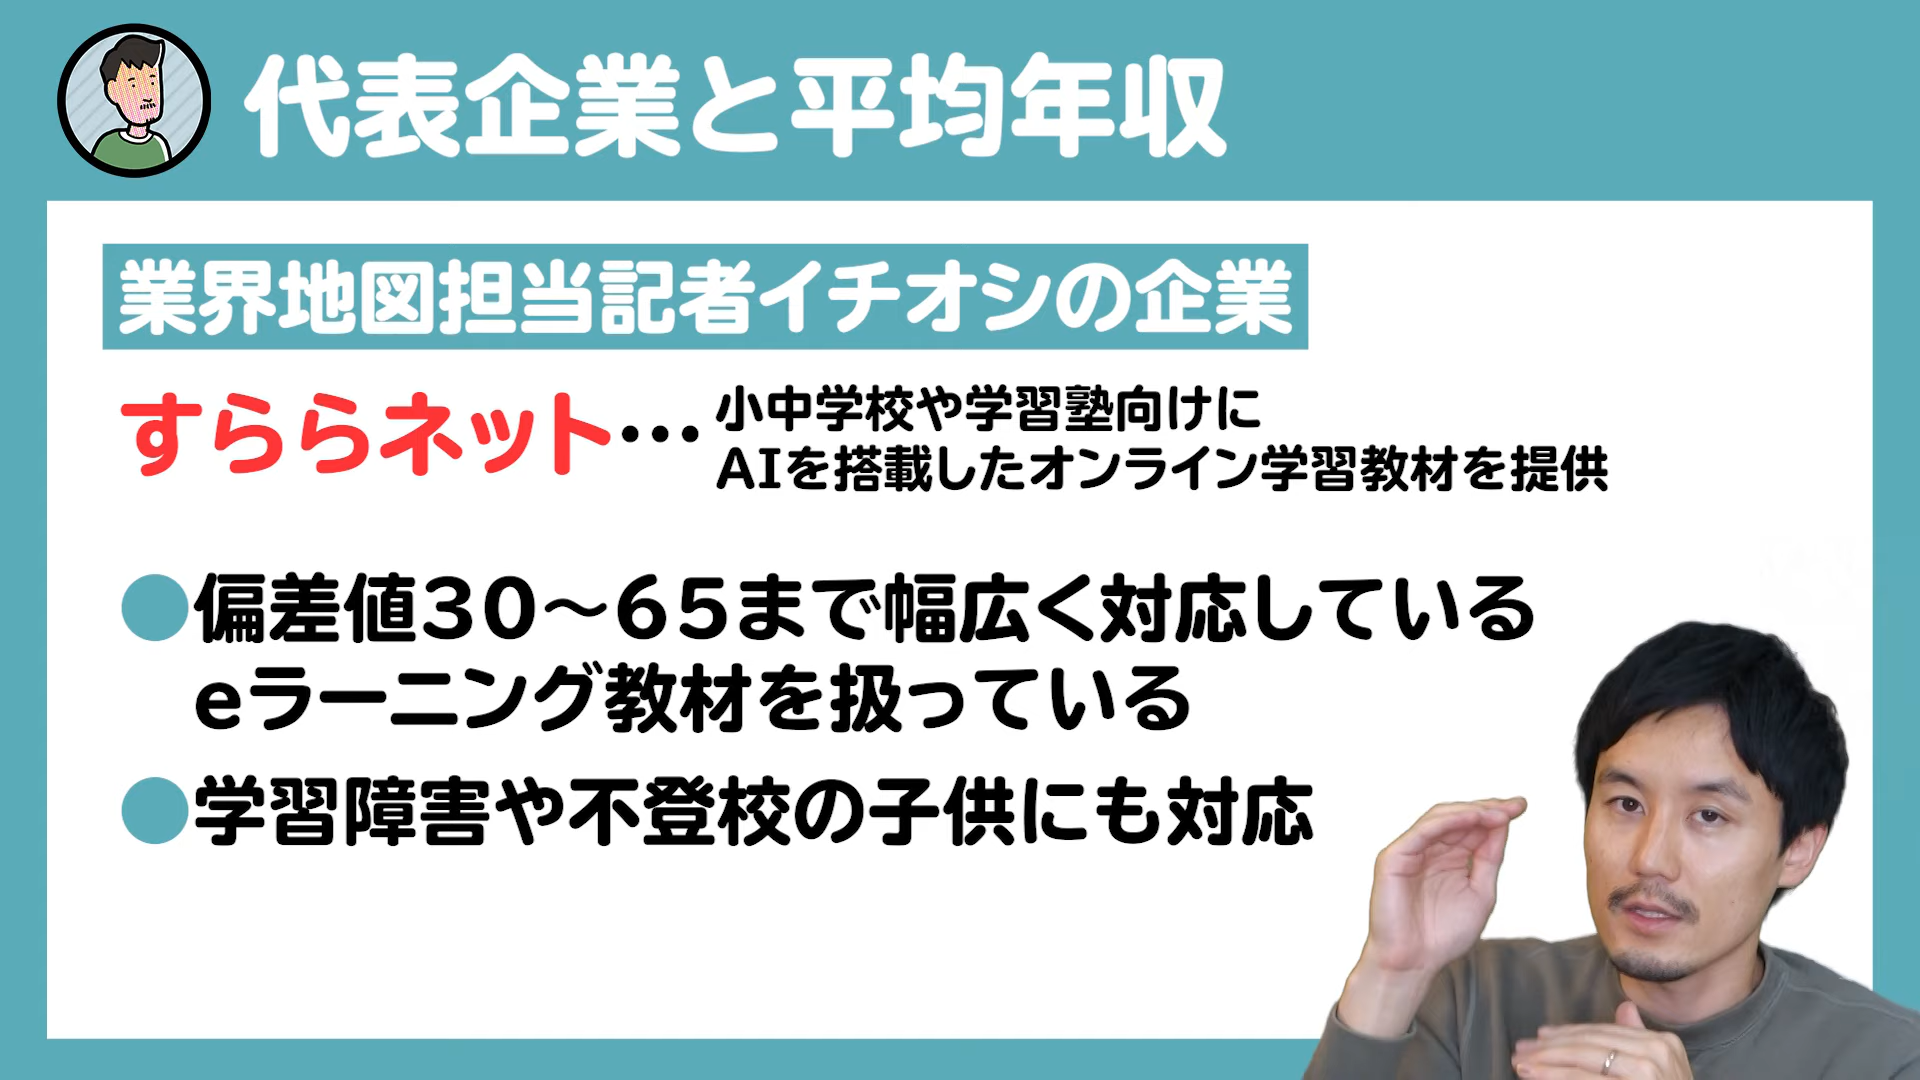 代表企業と平均年収
業界地図担当記者イチオシの企業
すららネット…
小中学校や学習塾向けに
AIを搭載したオンライン学習教材を提供
●偏差値30～65まで幅広く対応している
eラーニング教材を扱っている
●学習障害や不登校の子供にも対応